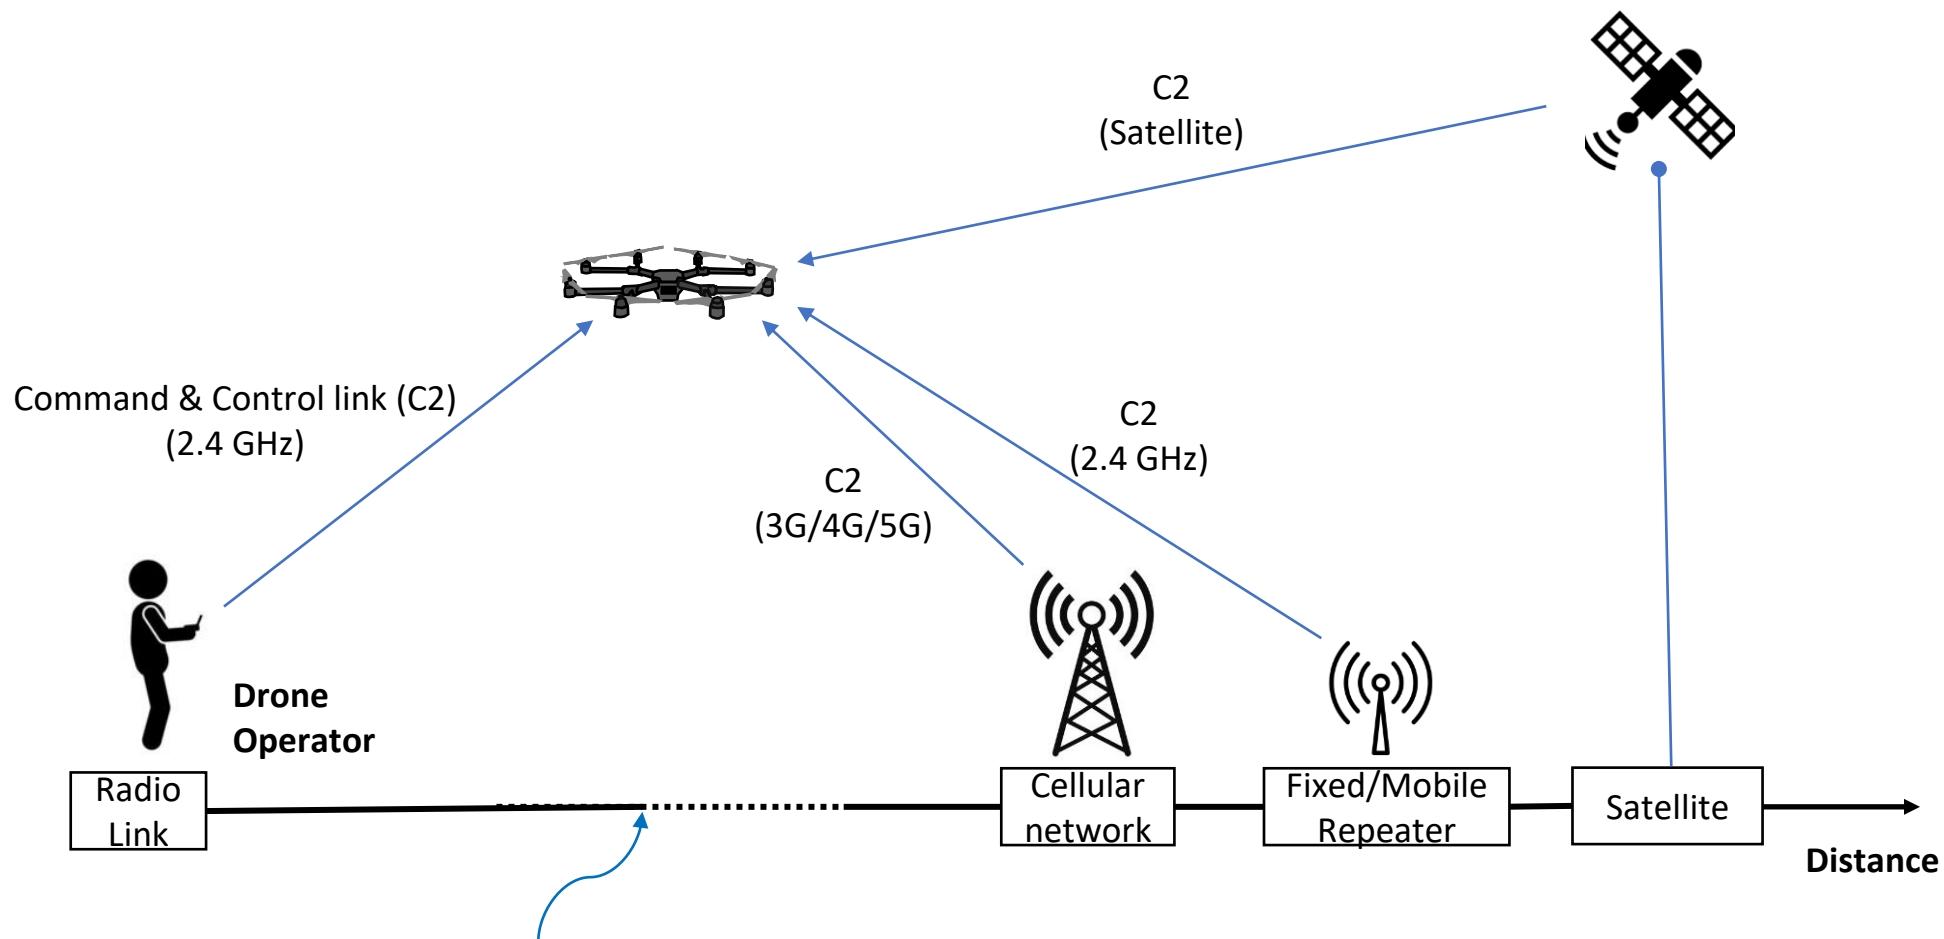 C2
(Satellite)
Command & Control link (C2)
(2.4 GHz)
C2
(2.4 GHz)
C2
(3G/4G/5G)
Drone
Operator
Radio
Link
Cellular
network
Fixed/Mobile
Repeater
Satellite
Distance